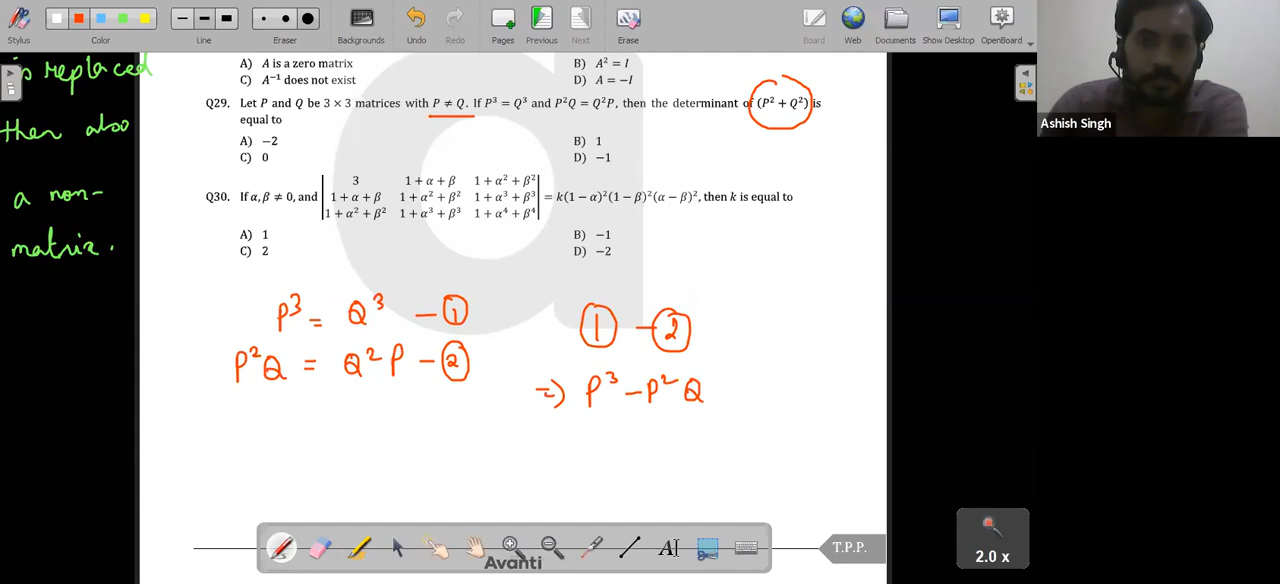 Stylus Color Line Eraser Backgrounds Undo Redo Pages Previous Next Erase Board Web Documents Show Desktop OpenBoard
is replaced
then also
a non-
matrix.
A) A is a zero matrix B) A² = I
C) A⁻¹ does not exist D) A = −I
Q29. Let P and Q be 3 × 3 matrices with P ≠ Q. If P³ = Q³ and P²Q = Q²P, then the determinant of (P² + Q²) is
equal to
A) −2 B) 1
C) 0 D) −1
Q30. If α, β ≠ 0, and | 3 1 + α + β 1 + α² + β² |
| 1 + α + β 1 + α² + β² 1 + α³ + β³ | = k(1 − α)²(1 − β)²(α − β)², then k is equal to
| 1 + α² + β² 1 + α³ + β³ 1 + α⁴ + β⁴ |
A) 1 B) −1
C) 2 D) −2
P³ = Q³ − ①
P²Q = Q²P − ②
① − ②
⇒ P³ − P²Q
Avanti
T.P.P.
Ashish Singh
2.0 x